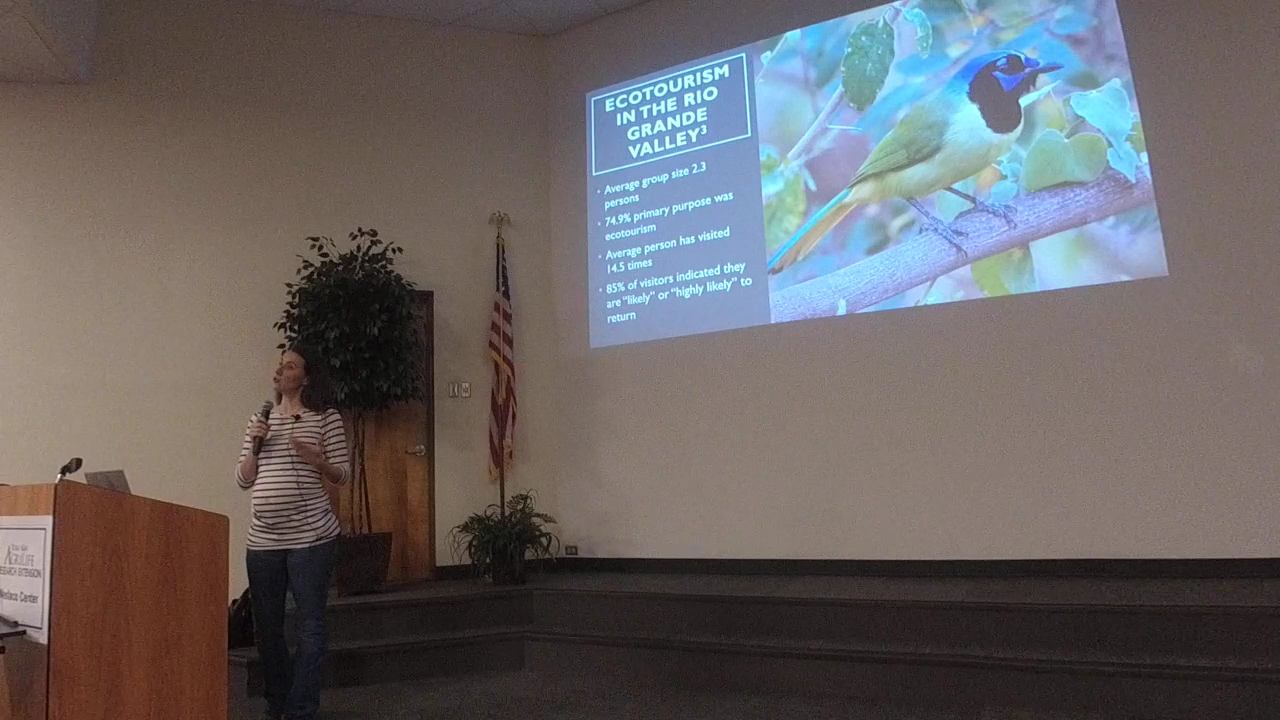 ECOTOURISM
IN THE RIO
GRANDE
VALLEY³
• Average group size 2.3
persons
• 74.9% primary purpose was
ecotourism
• Average person has visited
14.5 times
• 85% of visitors indicated they
are “likely” or “highly likely” to
return
AGRILIFE
RESEARCH EXTENSION
Weslaco Center